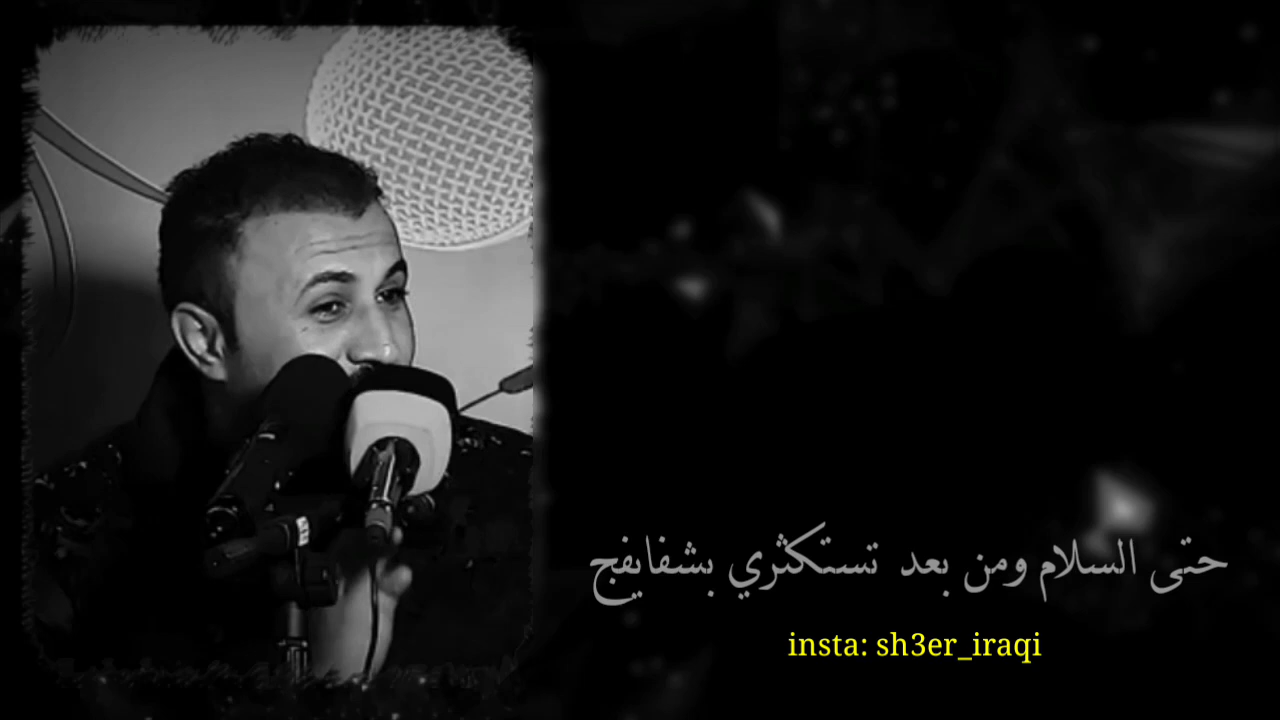 حتى السلام ومن بعد تستكثري بشفايفج
insta: sh3er_iraqi